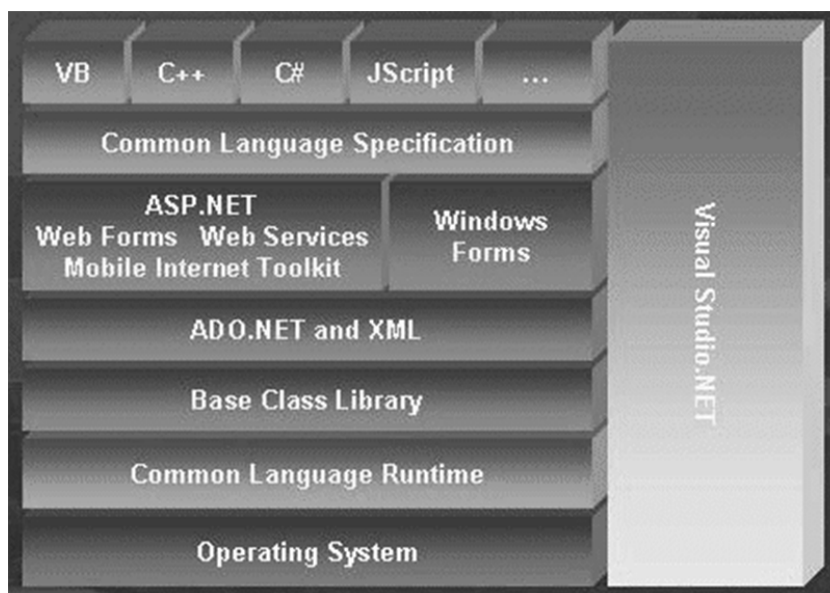 VB
C++
C#
JScript
...
Common Language Specification
ASP.NET
Web Forms Web Services
Mobile Internet Toolkit
Windows
Forms
ADO.NET and XML
Base Class Library
Common Language Runtime
Operating System
Visual Studio.NET